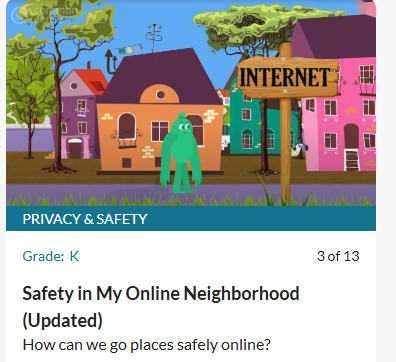 INTERNET
PRIVACY & SAFETY
Grade: K
3 of 13
Safety in My Online Neighborhood
(Updated)
How can we go places safely online?